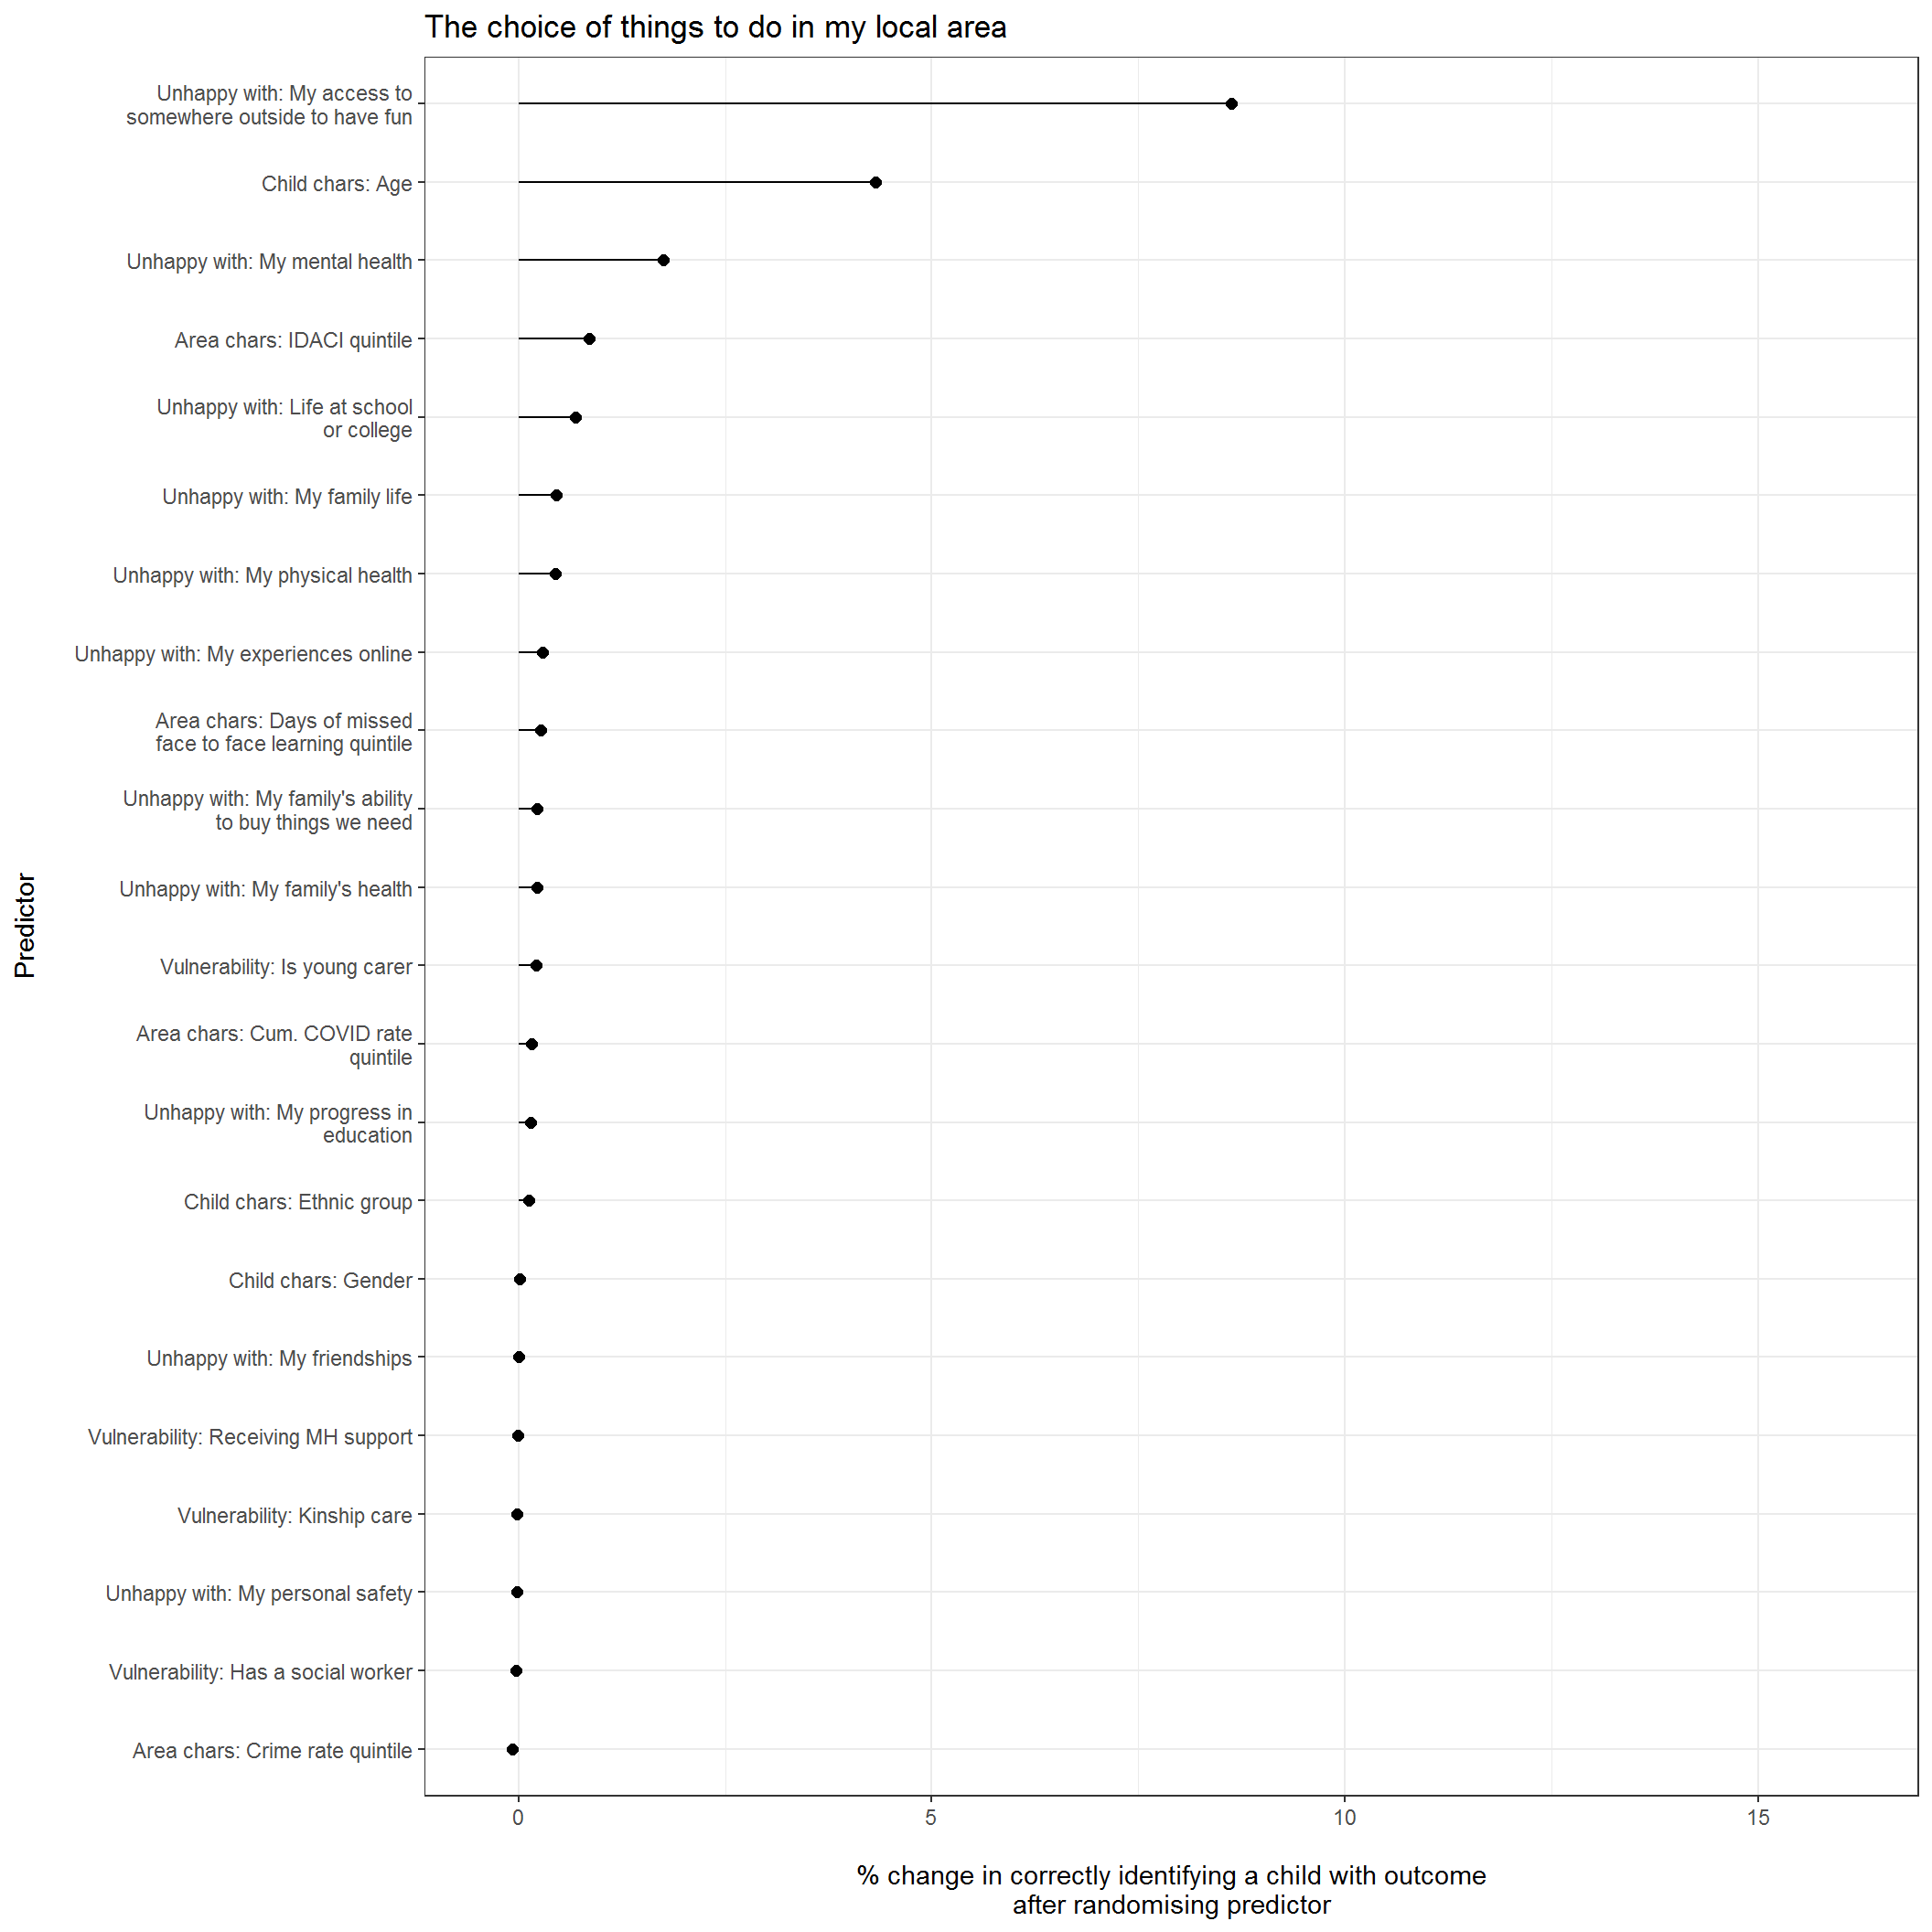 The choice of things to do in my local area
Unhappy with: My access to
somewhere outside to have fun
Child chars: Age
Unhappy with: My mental health
Area chars: IDACI quintile
Unhappy with: Life at school
or college
Unhappy with: My family life
Unhappy with: My physical health
Unhappy with: My experiences online
Area chars: Days of missed
face to face learning quintile
Unhappy with: My family's ability
to buy things we need
Unhappy with: My family's health
Vulnerability: Is young carer
Area chars: Cum. COVID rate
quintile
Unhappy with: My progress in
education
Child chars: Ethnic group
Child chars: Gender
Unhappy with: My friendships
Vulnerability: Receiving MH support
Vulnerability: Kinship care
Unhappy with: My personal safety
Vulnerability: Has a social worker
Area chars: Crime rate quintile
Predictor
0 5 10 15
% change in correctly identifying a child with outcome
after randomising predictor